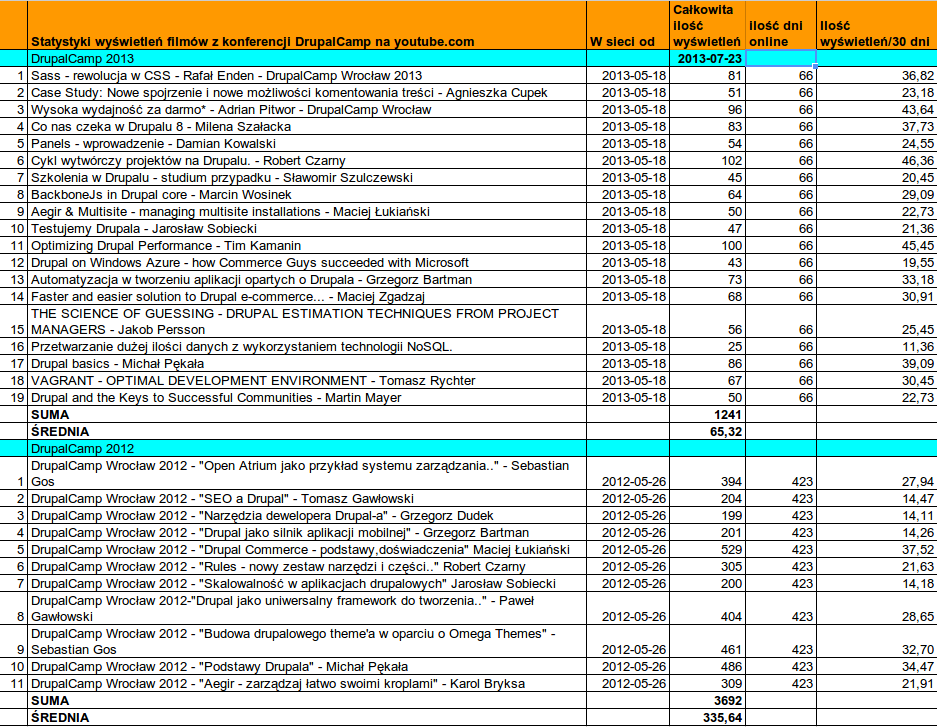 Statystyki wyświetleń filmów z konferencji DrupalCamp na youtube.com W sieci od Całkowita ilość wyświetleń ilość dni online Ilość wyświetleń/30 dni
DrupalCamp 2013 2013-07-23
1 Sass - rewolucja w CSS - Rafał Enden - DrupalCamp Wrocław 2013 2013-05-18 81 66 36,82
2 Case Study: Nowe spojrzenie i nowe możliwości komentowania treści - Agnieszka Cupek 2013-05-18 51 66 23,18
3 Wysoka wydajność za darmo* - Adrian Pitwor - DrupalCamp Wrocław 2013-05-18 96 66 43,64
4 Co nas czeka w Drupalu 8 - Milena Szałacka 2013-05-18 83 66 37,73
5 Panels - wprowadzenie - Damian Kowalski 2013-05-18 54 66 24,55
6 Cykl wytwórczy projektów na Drupalu. - Robert Czarny 2013-05-18 102 66 46,36
7 Szkolenia w Drupalu - studium przypadku - Sławomir Szulczewski 2013-05-18 45 66 20,45
8 BackboneJs in Drupal core - Marcin Wosinek 2013-05-18 64 66 29,09
9 Aegir & Multisite - managing multisite installations - Maciej Łukiański 2013-05-18 50 66 22,73
10 Testujemy Drupala - Jarosław Sobiecki 2013-05-18 47 66 21,36
11 Optimizing Drupal Performance - Tim Kamanin 2013-05-18 100 66 45,45
12 Drupal on Windows Azure - how Commerce Guys succeeded with Microsoft 2013-05-18 43 66 19,55
13 Automatyzacja w tworzeniu aplikacji opartych o Drupala - Grzegorz Bartman 2013-05-18 73 66 33,18
14 Faster and easier solution to Drupal e-commerce... - Maciej Zgadzaj 2013-05-18 68 66 30,91
THE SCIENCE OF GUESSING - DRUPAL ESTIMATION TECHNIQUES FROM PROJECT
15 MANAGERS - Jakob Persson 2013-05-18 56 66 25,45
16 Przetwarzanie dużej ilości danych z wykorzystaniem technologii NoSQL. 2013-05-18 25 66 11,36
17 Drupal basics - Michał Pękała 2013-05-18 86 66 39,09
18 VAGRANT - OPTIMAL DEVELOPMENT ENVIRONMENT - Tomasz Rychter 2013-05-18 67 66 30,45
19 Drupal and the Keys to Successful Communities - Martin Mayer 2013-05-18 50 66 22,73
SUMA 1241
ŚREDNIA 65,32
DrupalCamp 2012
DrupalCamp Wrocław 2012 - "Open Atrium jako przykład systemu zarządzania.." - Sebastian
1 Gos 2012-05-26 394 423 27,94
2 DrupalCamp Wrocław 2012 - "SEO a Drupal" - Tomasz Gawłowski 2012-05-26 204 423 14,47
3 DrupalCamp Wrocław 2012 - "Narzędzia dewelopera Drupal-a" - Grzegorz Dudek 2012-05-26 199 423 14,11
4 DrupalCamp Wrocław 2012 - "Drupal jako silnik aplikacji mobilnej" - Grzegorz Bartman 2012-05-26 201 423 14,26
5 DrupalCamp Wrocław 2012 - "Drupal Commerce - podstawy,doświadczenia" Maciej Łukiański 2012-05-26 529 423 37,52
6 DrupalCamp Wrocław 2012 - "Rules - nowy zestaw narzędzi i części.." Robert Czarny 2012-05-26 305 423 21,63
7 DrupalCamp Wrocław 2012 - "Skalowalność w aplikacjach drupalowych" Jarosław Sobiecki 2012-05-26 200 423 14,18
DrupalCamp Wrocław 2012-"Drupal jako uniwersalny framework do tworzenia.." - Paweł
8 Gawłowski 2012-05-26 404 423 28,65
DrupalCamp Wrocław 2012 - "Budowa drupalowego theme'a w oparciu o Omega Themes" -
9 Sebastian Gos 2012-05-26 461 423 32,70
10 DrupalCamp Wrocław 2012 - "Podstawy Drupala" - Michał Pękała 2012-05-26 486 423 34,47
11 DrupalCamp Wrocław 2012 - "Aegir - zarządzaj łatwo swoimi kroplami" - Karol Bryksa 2012-05-26 309 423 21,91
SUMA 3692
ŚREDNIA 335,64